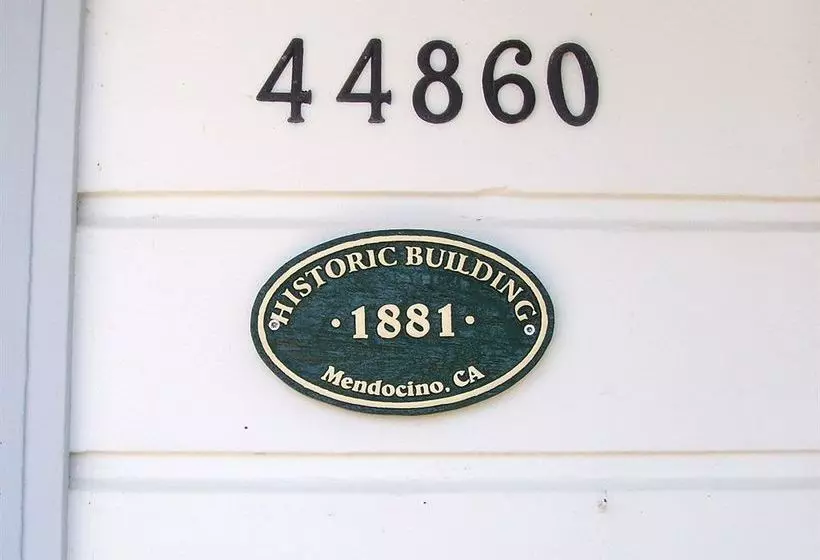 44860
HISTORIC BUILDING
·1881·
Mendocino. CA